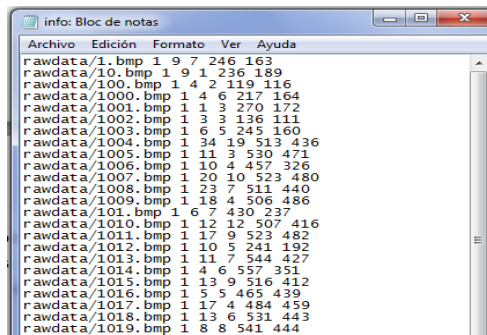 info: Bloc de notas
Archivo Edición Formato Ver Ayuda
rawdata/1.bmp 1 9 7 246 163
rawdata/10.bmp 1 9 1 236 189
rawdata/100.bmp 1 4 2 119 116
rawdata/1000.bmp 1 4 6 217 164
rawdata/1001.bmp 1 1 3 270 172
rawdata/1002.bmp 1 3 3 136 111
rawdata/1003.bmp 1 6 5 245 160
rawdata/1004.bmp 1 34 19 513 436
rawdata/1005.bmp 1 11 3 530 471
rawdata/1006.bmp 1 10 4 457 326
rawdata/1007.bmp 1 20 10 523 480
rawdata/1008.bmp 1 23 7 511 440
rawdata/1009.bmp 1 18 4 506 486
rawdata/101.bmp 1 6 7 430 237
rawdata/1010.bmp 1 12 12 507 416
rawdata/1011.bmp 1 17 9 523 482
rawdata/1012.bmp 1 10 5 241 192
rawdata/1013.bmp 1 11 7 544 427
rawdata/1014.bmp 1 4 6 557 351
rawdata/1015.bmp 1 13 9 516 412
rawdata/1016.bmp 1 5 5 465 439
rawdata/1017.bmp 1 17 4 484 459
rawdata/1018.bmp 1 13 6 531 443
rawdata/1019.bmp 1 8 8 541 444